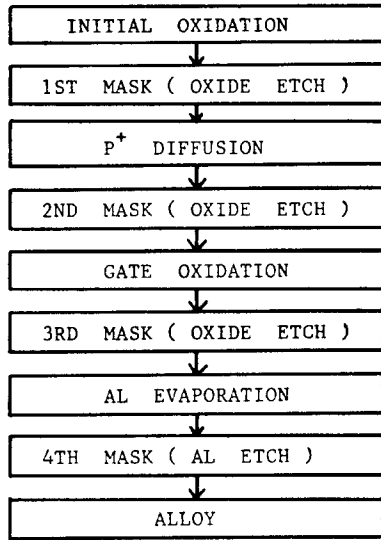 INITIAL OXIDATION
1ST MASK ( OXIDE ETCH )
P+ DIFFUSION
2ND MASK ( OXIDE ETCH )
GATE OXIDATION
3RD MASK ( OXIDE ETCH )
AL EVAPORATION
4TH MASK ( AL ETCH )
ALLOY